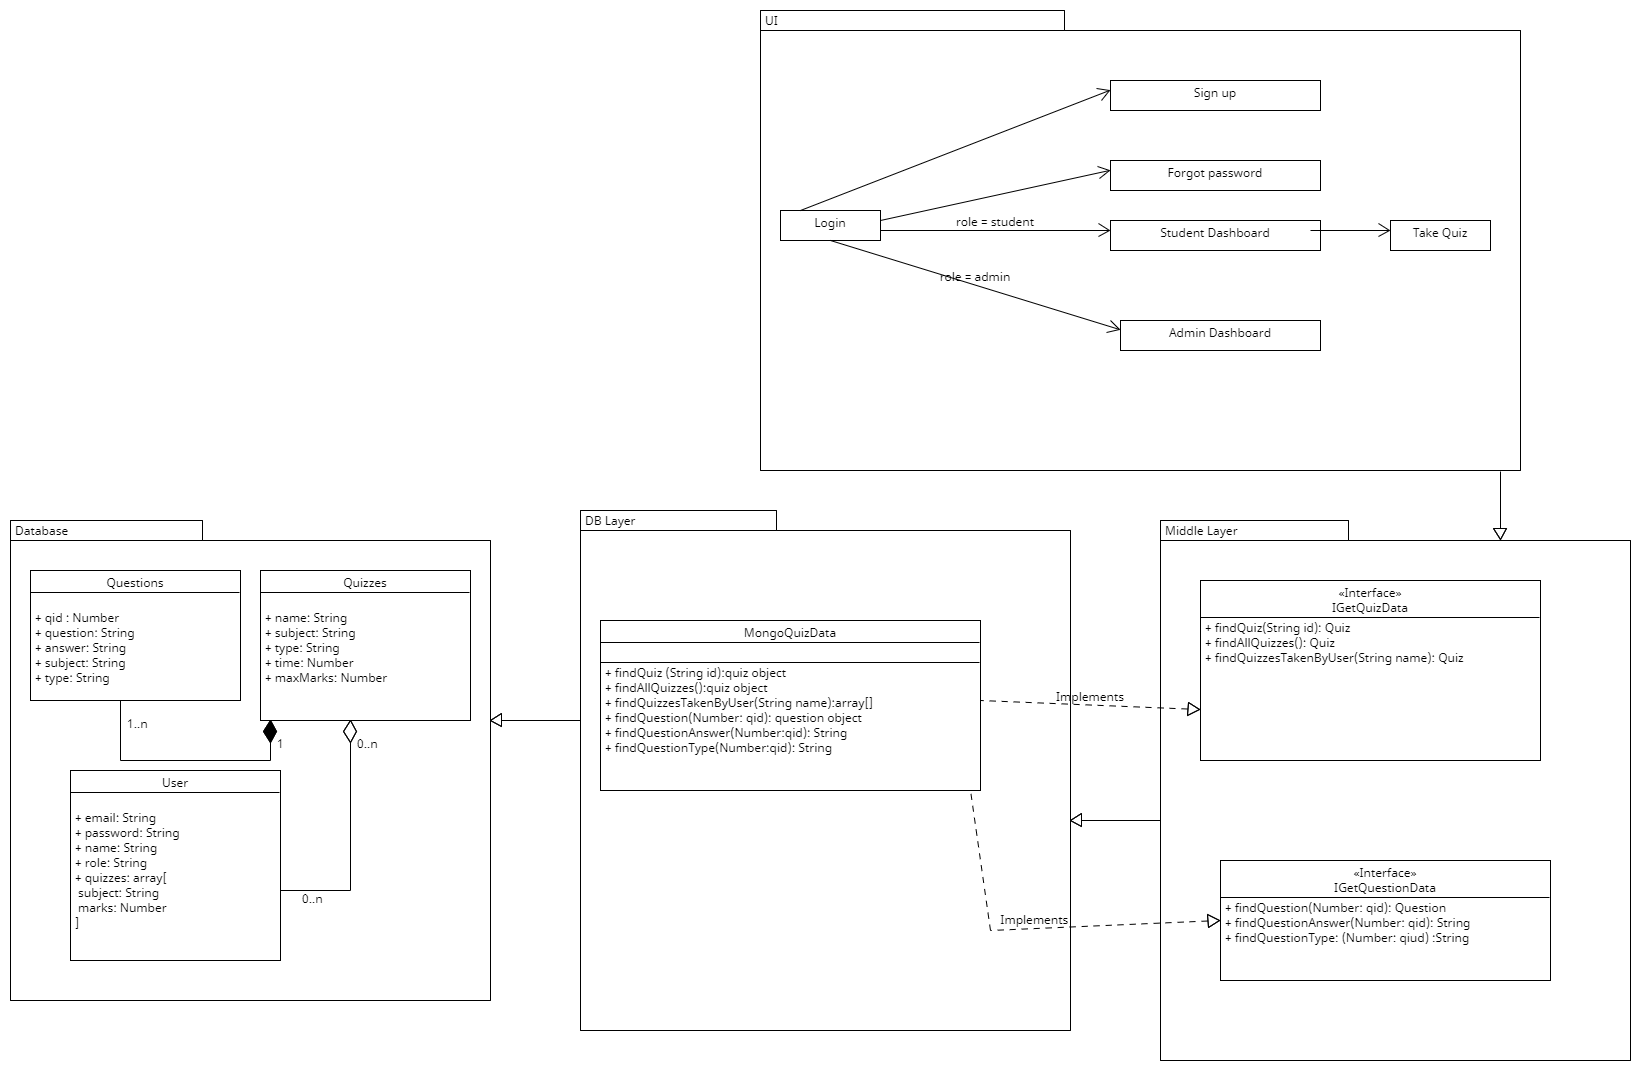 UI
Sign up
Forgot password
Login
role = student
Student Dashboard
Take Quiz
role = admin
Admin Dashboard
Database
Questions
+ qid : Number
+ question: String
+ answer: String
+ subject: String
+ type: String
Quizzes
+ name: String
+ subject: String
+ type: String
+ time: Number
+ maxMarks: Number
1..n
1
0..n
User
+ email: String
+ password: String
+ name: String
+ role: String
+ quizzes: array[
subject: String
marks: Number
]
0..n
DB Layer
MongoQuizData
+ findQuiz (String id):quiz object
+ findAllQuizzes():quiz object
+ findQuizzesTakenByUser(String name):array[]
+ findQuestion(Number: qid): question object
+ findQuestionAnswer(Number:qid): String
+ findQuestionType(Number:qid): String
Implements
Implements
Middle Layer
«Interface»
IGetQuizData
+ findQuiz(String id): Quiz
+ findAllQuizzes(): Quiz
+ findQuizzesTakenByUser(String name): Quiz
«Interface»
IGetQuestionData
+ findQuestion(Number: qid): Question
+ findQuestionAnswer(Number: qid): String
+ findQuestionType: (Number: qiud) :String